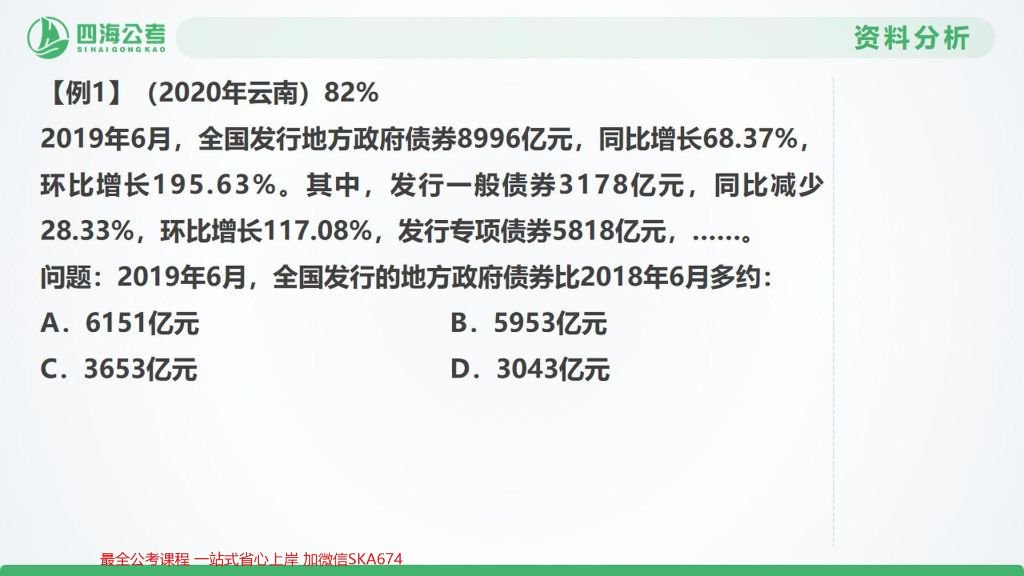 四海公考
SIHAIGONGKAO
资料分析
【例1】（2020年云南）82%
2019年6月，全国发行地方政府债券8996亿元，同比增长68.37%，
环比增长195.63%。其中，发行一般债券3178亿元，同比减少
28.33%，环比增长117.08%，发行专项债券5818亿元，……。
问题：2019年6月，全国发行的地方政府债券比2018年6月多约：
A．6151亿元 B．5953亿元
C．3653亿元 D．3043亿元
最全公考课程 一站式省心上岸 加微信SKA674